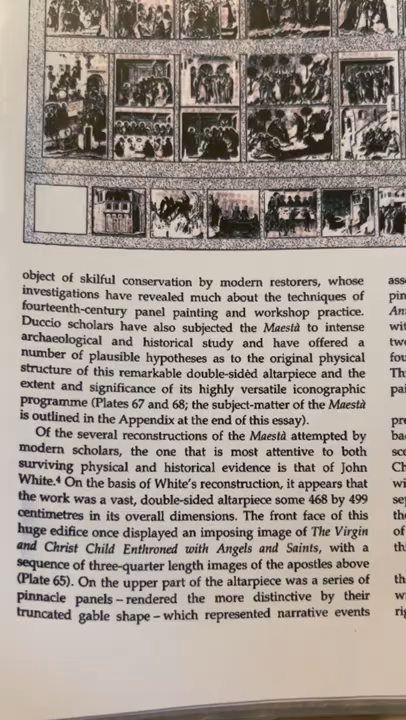 object of skilful conservation by modern restorers, whose
investigations have revealed much about the techniques of
fourteenth-century panel painting and workshop practice.
Duccio scholars have also subjected the Maestà to intense
archaeological and historical study and have offered a
number of plausible hypotheses as to the original physical
structure of this remarkable double-sided altarpiece and the
extent and significance of its highly versatile iconographic
programme (Plates 67 and 68; the subject-matter of the Maestà
is outlined in the Appendix at the end of this essay).
Of the several reconstructions of the Maestà attempted by
modern scholars, the one that is most attentive to both
surviving physical and historical evidence is that of John
White.⁴ On the basis of White's reconstruction, it appears that
the work was a vast, double-sided altarpiece some 468 by 499
centimetres in its overall dimensions. The front face of this
huge edifice once displayed an imposing image of The Virgin
and Christ Child Enthroned with Angels and Saints, with a
sequence of three-quarter length images of the apostles above
(Plate 65). On the upper part of the altarpiece was a series of
pinnacle panels – rendered the more distinctive by their
truncated gable shape – which represented narrative events